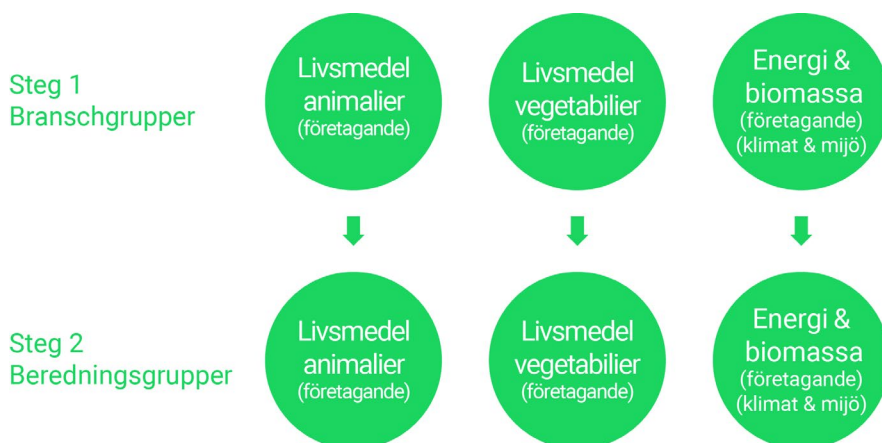 Steg 1
Branschgrupper
Livsmedel
animalier
(företagande)
Livsmedel
vegetabilier
(företagande)
Energi &
biomassa
(företagande)
(klimat & mijö)
Steg 2
Beredningsgrupper
Livsmedel
animalier
(företagande)
Livsmedel
vegetabilier
(företagande)
Energi &
biomassa
(företagande)
(klimat & mijö)